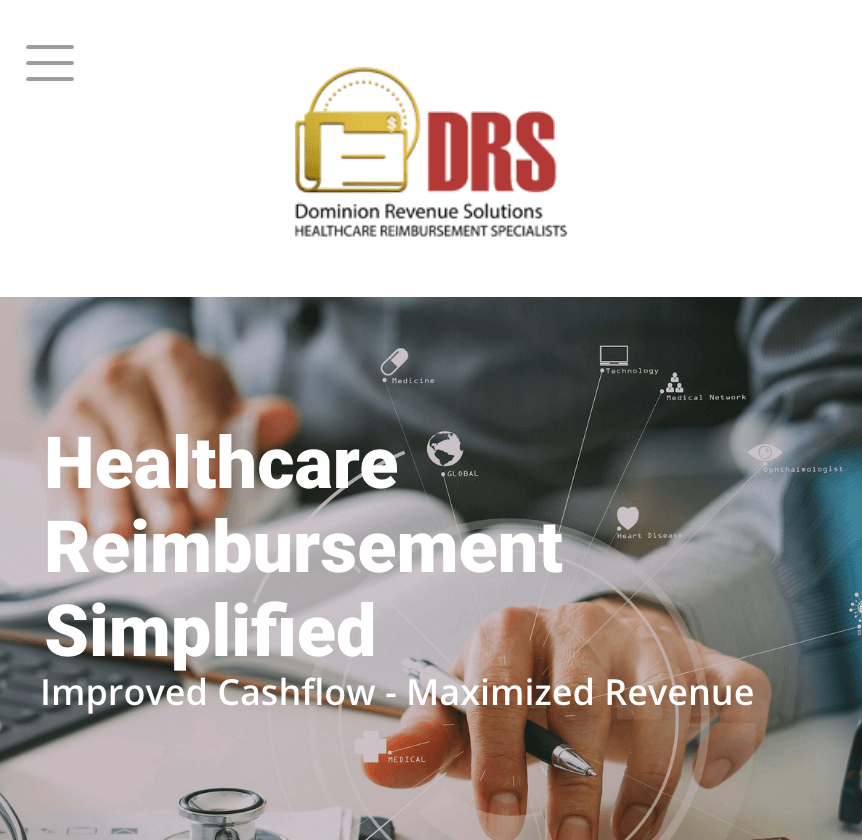 $
DRS
Dominion Revenue Solutions
HEALTHCARE REIMBURSEMENT SPECIALISTS
Medicine
Technology
Medical Network
GLOBAL
Ophthalmologist
Heart Disease
Healthcare
Reimbursement
Simplified
Improved Cashflow - Maximized Revenue
MEDICAL